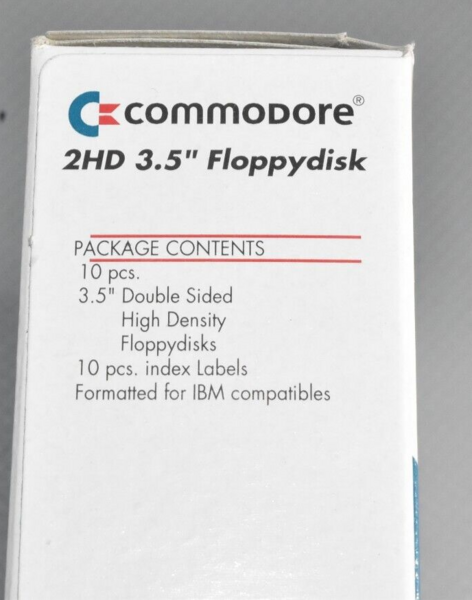 commodore®
2HD 3.5" Floppydisk
PACKAGE CONTENTS
10 pcs.
3.5" Double Sided
High Density
Floppydisks
10 pcs. index Labels
Formatted for IBM compatibles